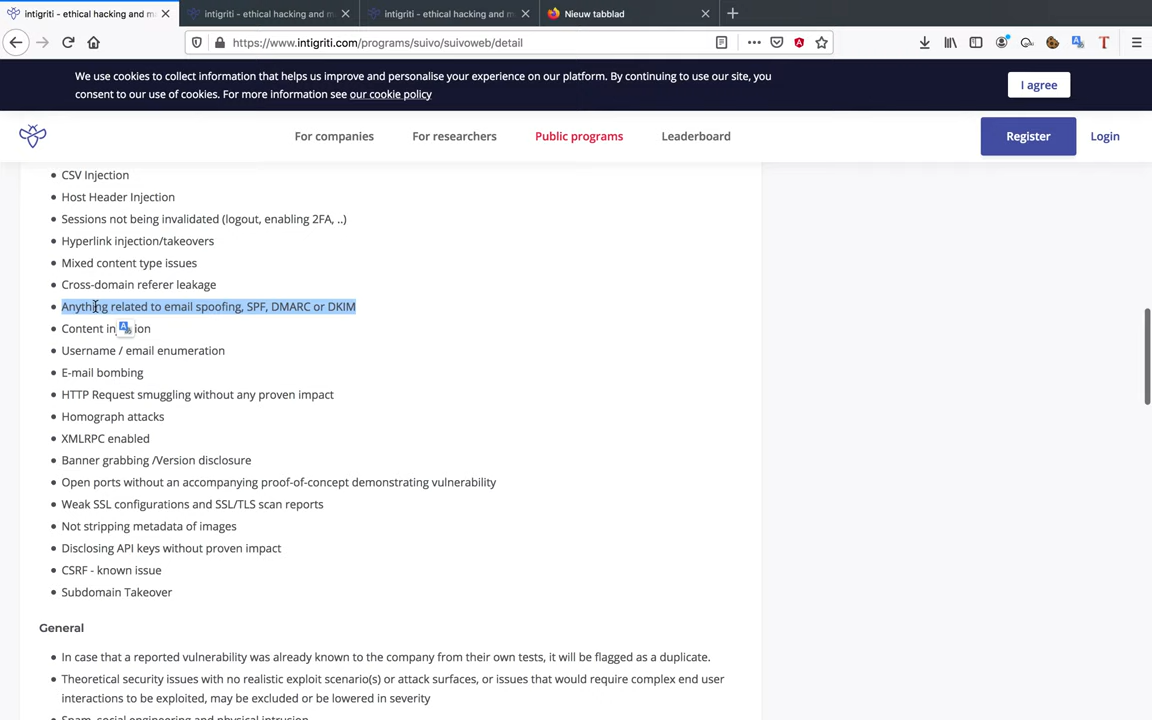 intigriti - ethical hacking and m
intigriti - ethical hacking and m
intigriti - ethical hacking and m
Nieuw tabblad
https://www.intigriti.com/programs/suivo/suivoweb/detail
We use cookies to collect information that helps us improve and personalise your experience on our platform. By continuing to use our site, you
consent to our use of cookies. For more information see our cookie policy
I agree
For companies
For researchers
Public programs
Leaderboard
Register
Login
CSV Injection
Host Header Injection
Sessions not being invalidated (logout, enabling 2FA, ..)
Hyperlink injection/takeovers
Mixed content type issues
Cross-domain referer leakage
Anything related to email spoofing, SPF, DMARC or DKIM
Content
Username / email enumeration
E-mail bombing
HTTP Request smuggling without any proven impact
Homograph attacks
XMLRPC enabled
Banner grabbing /Version disclosure
Open ports without an accompanying proof-of-concept demonstrating vulnerability
Weak SSL configurations and SSL/TLS scan reports
Not stripping metadata of images
Disclosing API keys without proven impact
CSRF - known issue
Subdomain Takeover
General
In case that a reported vulnerability was already known to the company from their own tests, it will be flagged as a duplicate.
Theoretical security issues with no realistic exploit scenario(s) or attack surfaces, or issues that would require complex end user
interactions to be exploited, may be excluded or be lowered in severity
Spam, social engineering and physical intrusion